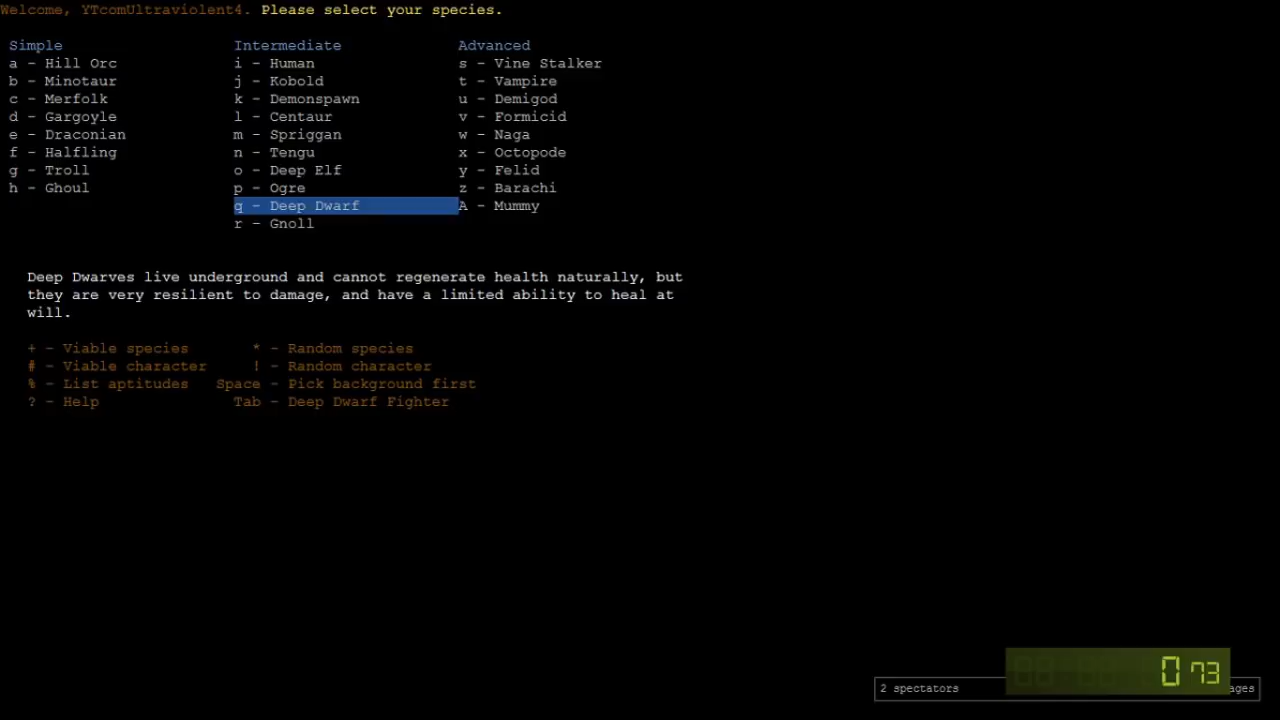 Welcome, YTcomUltraviolent4. Please select your species.
Simple Intermediate Advanced
a - Hill Orc i - Human s - Vine Stalker
b - Minotaur j - Kobold t - Vampire
c - Merfolk k - Demonspawn u - Demigod
d - Gargoyle l - Centaur v - Formicid
e - Draconian m - Spriggan w - Naga
f - Halfling n - Tengu x - Octopode
g - Troll o - Deep Elf y - Felid
h - Ghoul p - Ogre z - Barachi
q - Deep Dwarf A - Mummy
r - Gnoll
Deep Dwarves live underground and cannot regenerate health naturally, but
they are very resilient to damage, and have a limited ability to heal at
will.
+ - Viable species * - Random species
# - Viable character ! - Random character
% - List aptitudes Space - Pick background first
? - Help Tab - Deep Dwarf Fighter
0 73
2 spectators ages